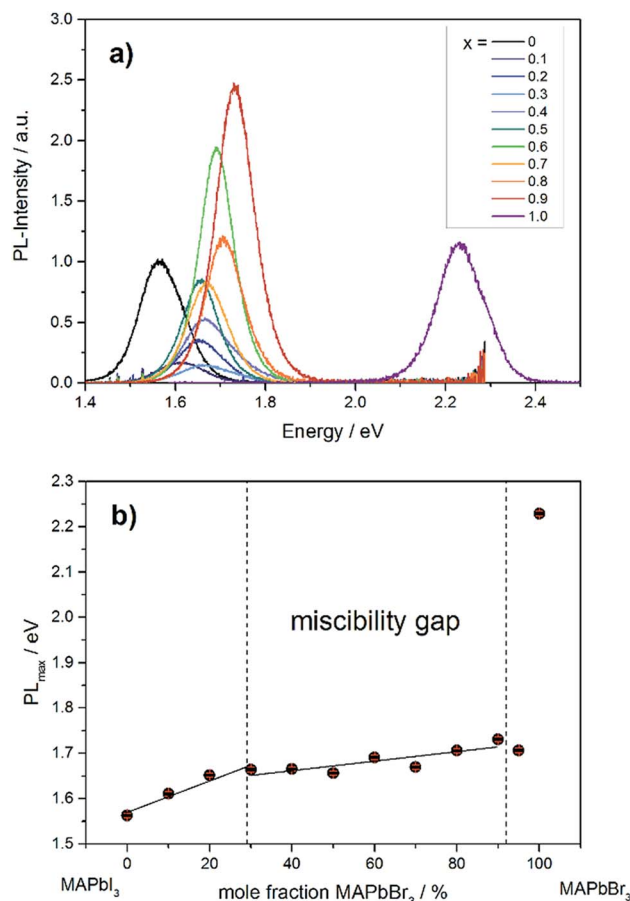 a)
3.0
2.5
2.0
1.5
1.0
0.5
0.0
PL-Intensity / a.u.
x =
0
0.1
0.2
0.3
0.4
0.5
0.6
0.7
0.8
0.9
1.0
1.4 1.6 1.8 2.0 2.2 2.4
Energy / eV
b)
2.3
2.2
2.1
2.0
1.9
1.8
1.7
1.6
1.5
PLmax / eV
miscibility gap
0 20 40 60 80 100
MAPbI3 mole fraction MAPbBr3 / % MAPbBr3